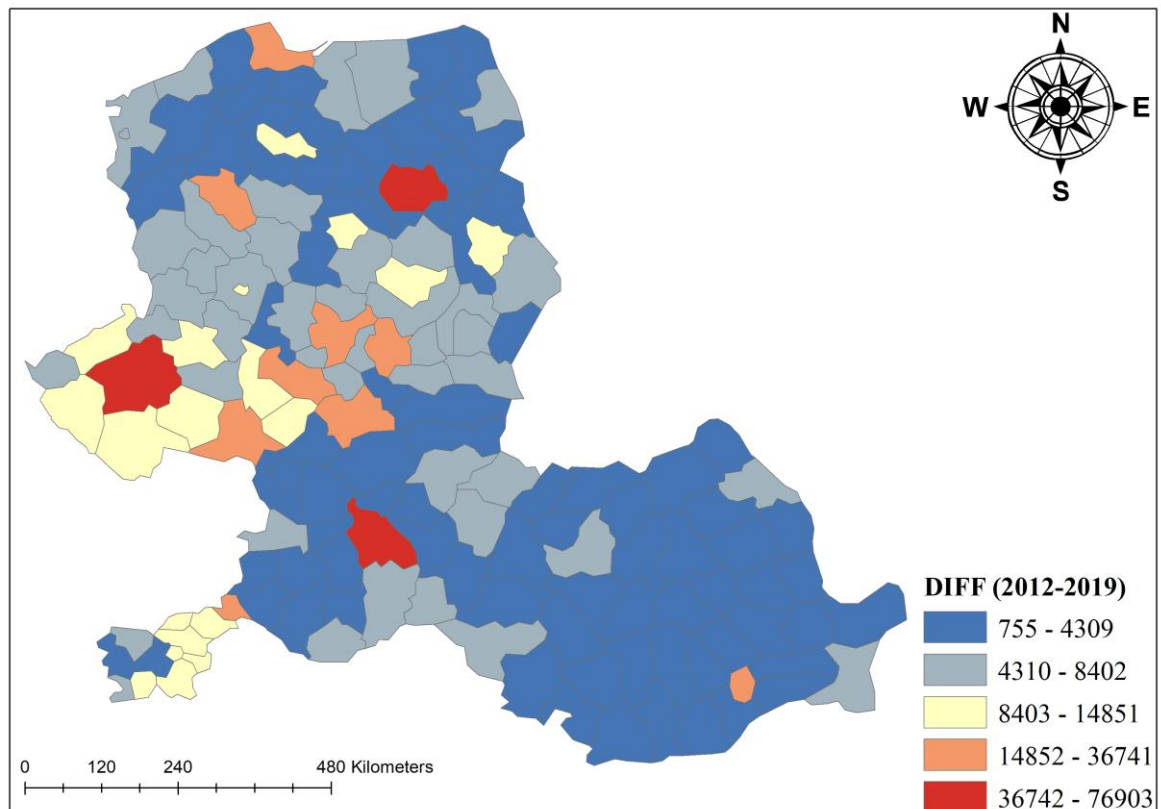 N
W E
S
DIFF (2012-2019)
755 - 4309
4310 - 8402
8403 - 14851
14852 - 36741
36742 - 76903
0 120 240 480 Kilometers